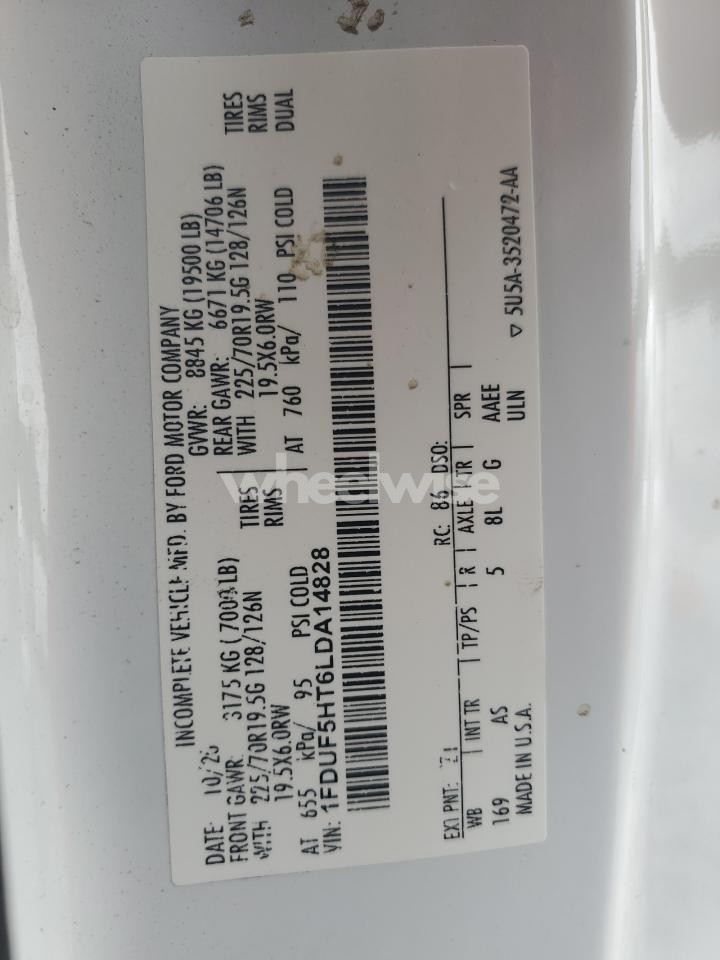 INCOMPLETE VEHICLE MFD. BY FORD MOTOR COMPANY
DATE: GVWR: 8845 KG (19500 LB)
FRONT GAWR: 3175 KG (7000 LB) REAR GAWR: 6671 KG (14706 LB)
WITH 225/70R19.5G 128/126N TIRES WITH 225/70R19.5G 128/126N TIRES
19.5X6.0RW RIMS 19.5X6.0RW RIMS
AT 655 kPa/ 95 PSI COLD AT 760 kPa/ 110 PSI COLD DUAL
VIN: 1FDUF5HT6LDA14828
wheelwise
EXT PNT: Z1 RC: 86 DSO:
WB INT TR TP/PS R AXLE TR SPR
169 AS 5 8L G AAEE
MADE IN U.S.A. ULN
▽ 5U5A-3520472-AA